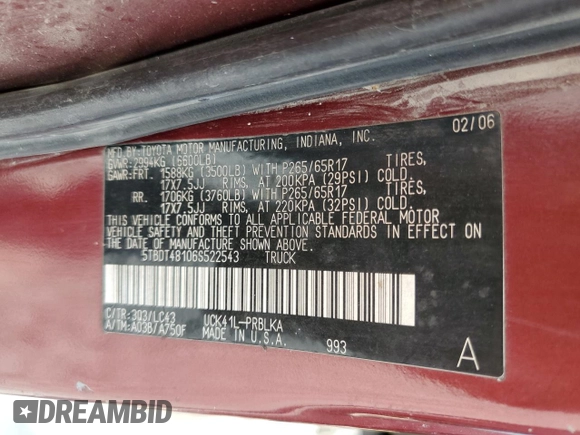 MFD.BY:TOYOTA MOTOR MANUFACTURING, INDIANA, INC. 02/06
GVWR:2994KG (6600LB)
GAWR:FRT. 1588KG (3500LB) WITH P265/65R17 TIRES,
17X7.5JJ RIMS, AT 200KPA (29PSI) COLD.
RR. 1706KG (3760LB) WITH P265/65R17 TIRES,
17X7.5JJ RIMS, AT 220KPA (32PSI) COLD.
THIS VEHICLE CONFORMS TO ALL APPLICABLE FEDERAL MOTOR
VEHICLE SAFETY AND THEFT PREVENTION STANDARDS IN EFFECT ON THE
DATE OF MANUFACTURE SHOWN ABOVE.
5TBDT48106S522543 TRUCK
C/TR:3Q3/LC43 UCK41L-PRBLKA
A/TM:A03B/A750F MADE IN U.S.A. 993 A
DREAMBID